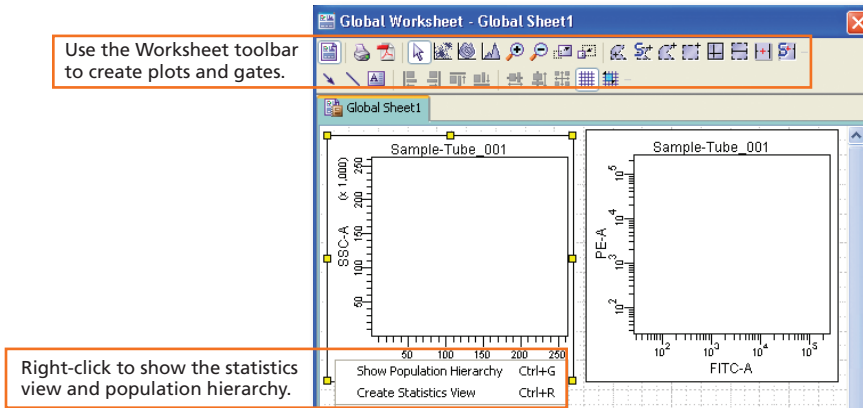 Global Worksheet - Global Sheet1
Use the Worksheet toolbar
to create plots and gates.
A
Global Sheet1
Sample-Tube_001
(x 1,000)
SSC-A
250
200
150
100
50
50 100 150 200 250
Sample-Tube_001
PE-A
10^5
10^4
10^3
10^2
10^2 10^3 10^4 10^5
FITC-A
Right-click to show the statistics
view and population hierarchy.
Show Population Hierarchy Ctrl+G
Create Statistics View Ctrl+R